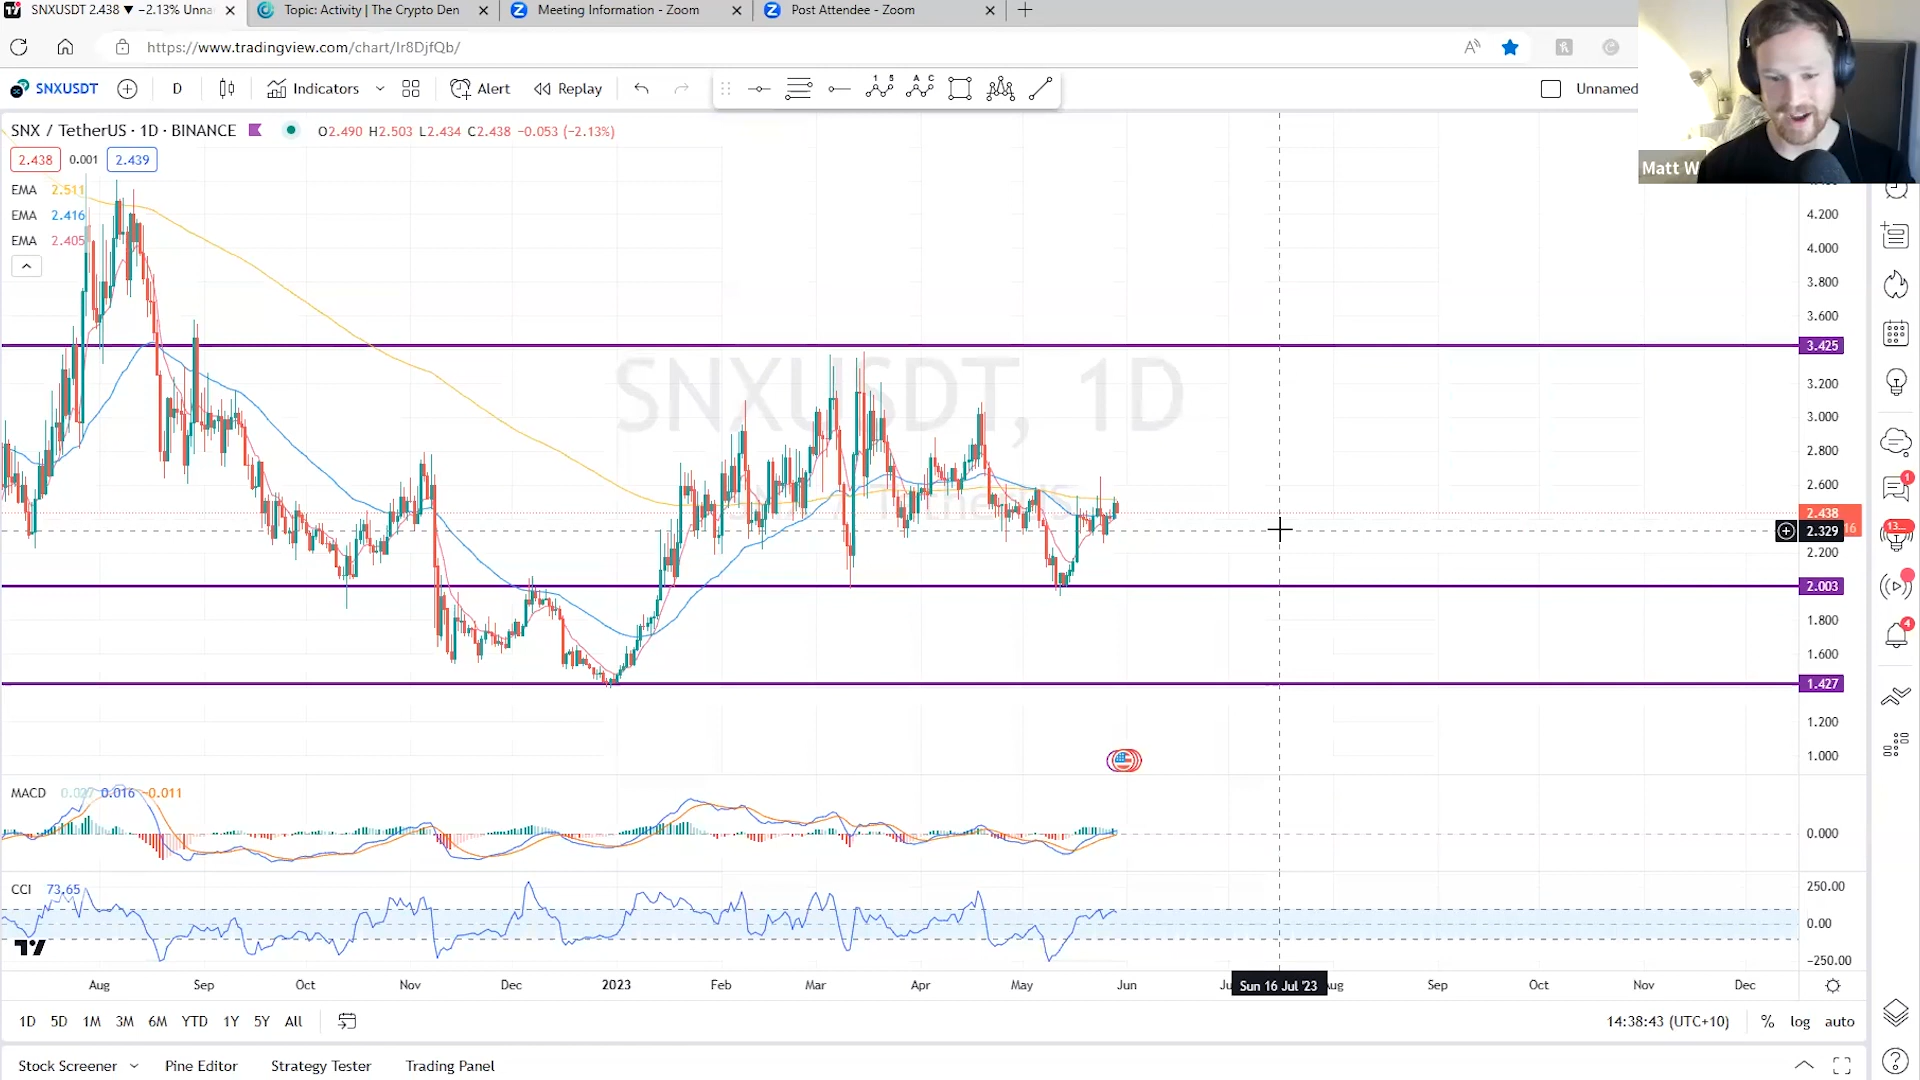 SNXUSDT 2.438 ▼ −2.13% Unna
Topic: Activity | The Crypto Den
Meeting Information - Zoom
Post Attendee - Zoom
https://www.tradingview.com/chart/Ir8DjfQb/
SNXUSDT
D
Indicators
Alert
Replay
1 5
A C
Unnamed
SNX / TetherUS · 1D · BINANCE O2.490 H2.503 L2.434 C2.438 −0.053 (−2.13%)
2.438 0.001 2.439
EMA 2.511
EMA 2.416
EMA 2.405
Matt W
SNXUSDT, 1D
4.200
4.000
3.800
3.600
3.425
3.200
3.000
2.800
2.600
2.438
2.329
16
2.200
2.003
1.800
1.600
1.427
1.200
1.000
MACD 0.027 0.016 −0.011
0.000
CCI 73.65
250.00
0.00
−250.00
Aug Sep Oct Nov Dec 2023 Feb Mar Apr May Jun Sun 16 Jul '23 Sep Oct Nov Dec
1D 5D 1M 3M 6M YTD 1Y 5Y All
14:38:43 (UTC+10) % log auto
Stock Screener Pine Editor Strategy Tester Trading Panel
1
13...
4